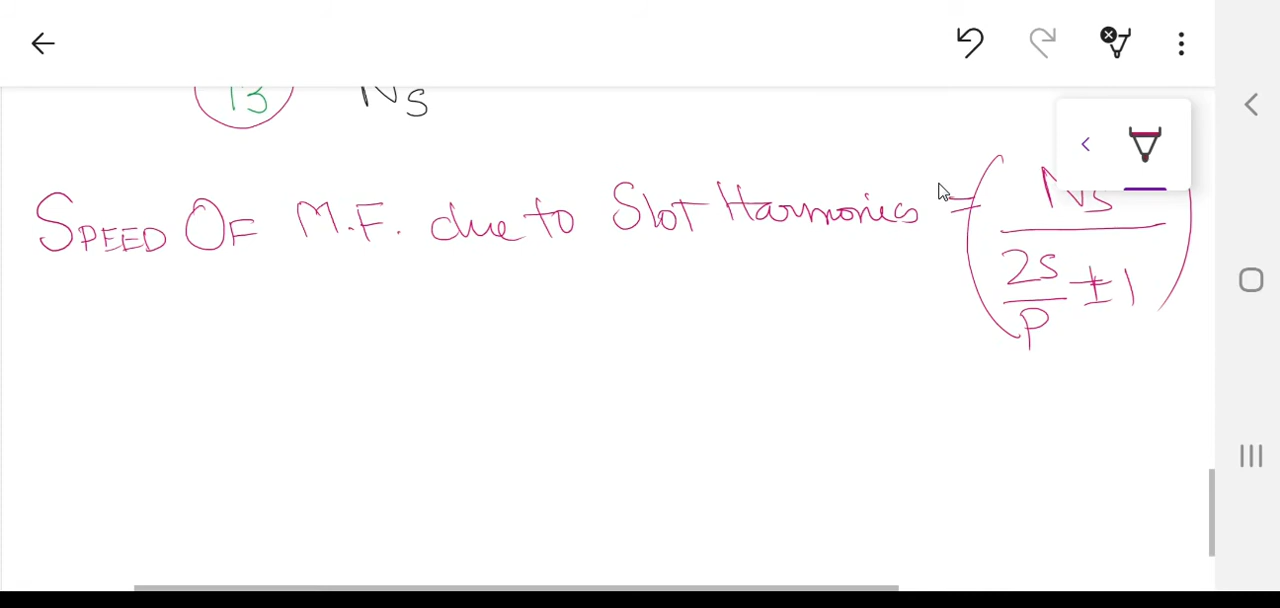 13 Ns
SPEED OF M.F. due to Slot Harmonics = (Ns / (2S/P ± 1))